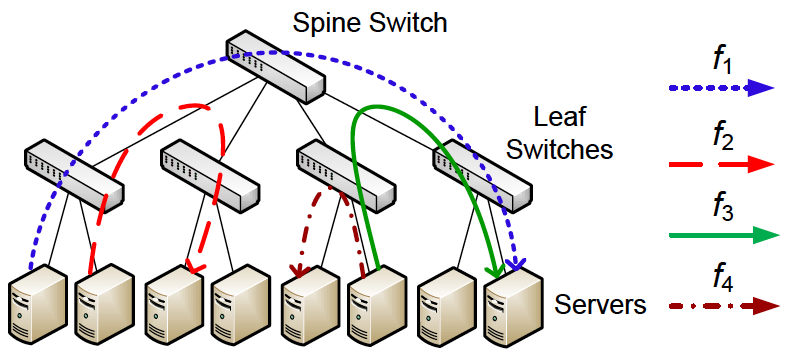 Spine Switch
Leaf
Switches
Servers
f1
f2
f3
f4